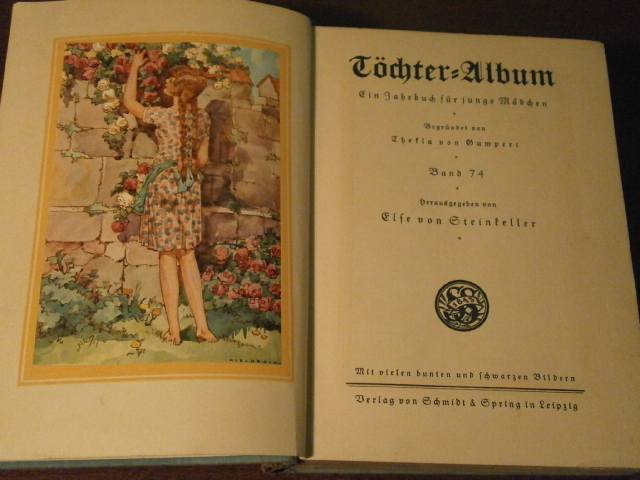 Töchter-Album
Ein Jahrbuch für junge Mädchen
Begründet von
Thekla von Gumpert
Band 74
Herausgegeben von
Else von Steinkeller
Mit vielen bunten und schwarzen Bildern
Verlag von Schmidt & Spring in Leipzig